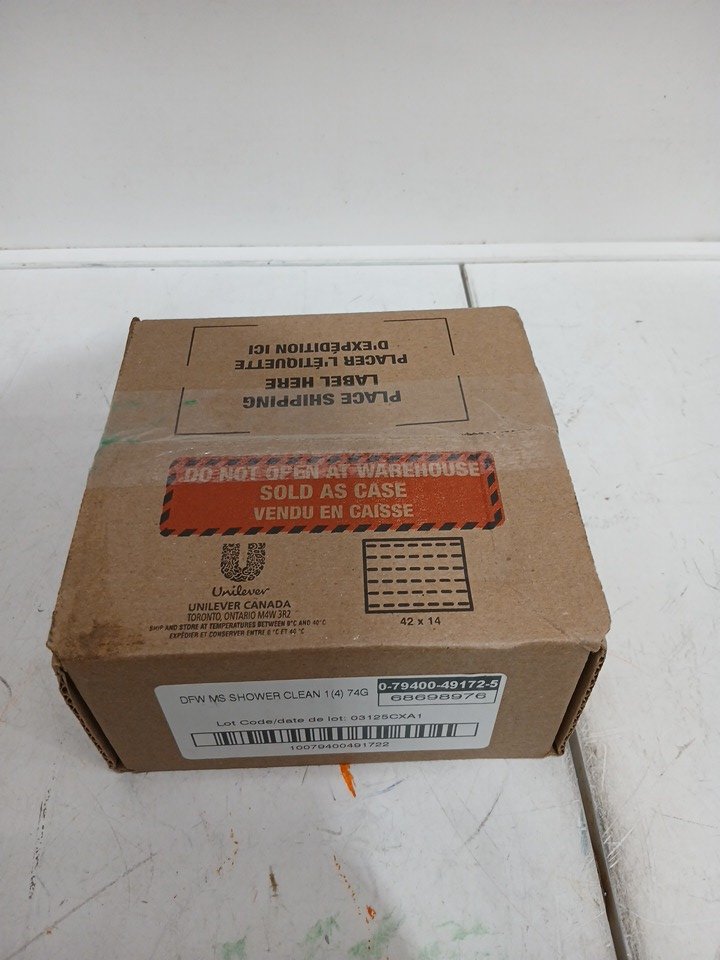 PLACE SHIPPING
LABEL HERE
PLACER L'ÉTIQUETTE
D'EXPÉDITION ICI
DO NOT OPEN AT WAREHOUSE
SOLD AS CASE
VENDU EN CAISSE
Unilever
UNILEVER CANADA
TORONTO, ONTARIO M4W 3R2
SHIP AND STORE AT TEMPERATURES BETWEEN 0°C AND 40°C
EXPÉDIER ET CONSERVER ENTRE 0 °C ET 40 °C
42 x 14
DFW MS SHOWER CLEAN 1(4) 74G
0-79400-49172-5
68698976
Lot Code/date de lot: 03125CXA1
10079400491722